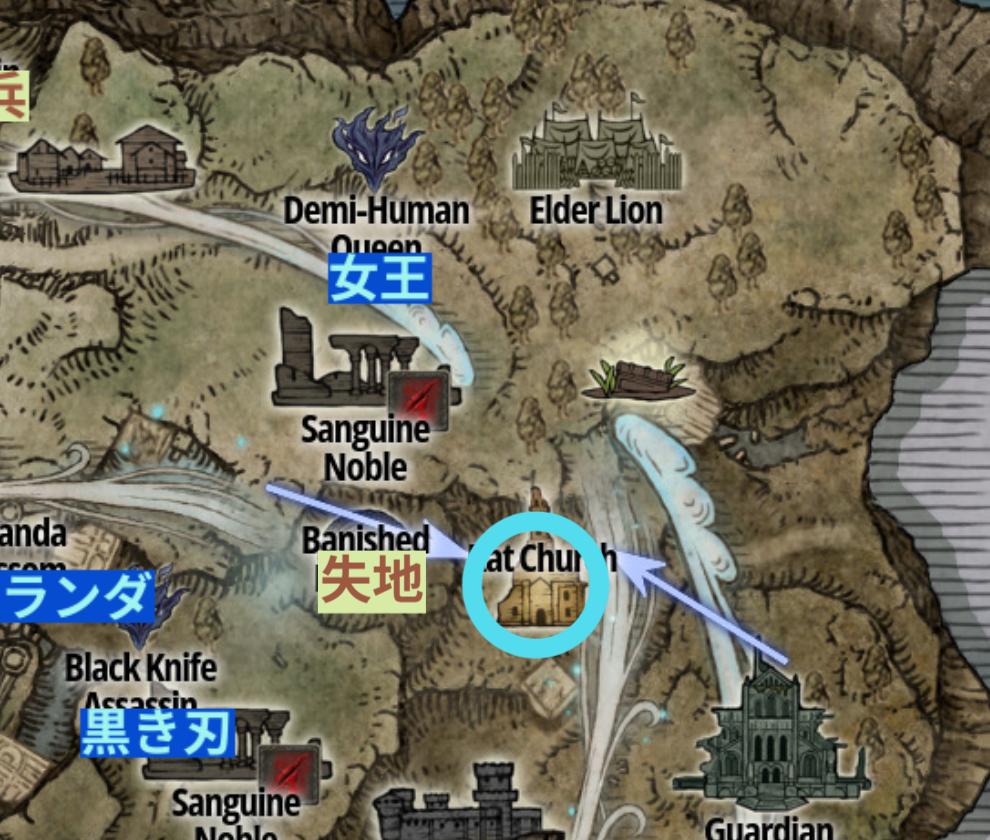 兵
Demi-Human
Queen
女王
Elder Lion
Sanguine
Noble
Banished
失地
at Church
anda
ssom
ランダ
Black Knife
Assassin
黒き刃
Sanguine
Noble
Guardian